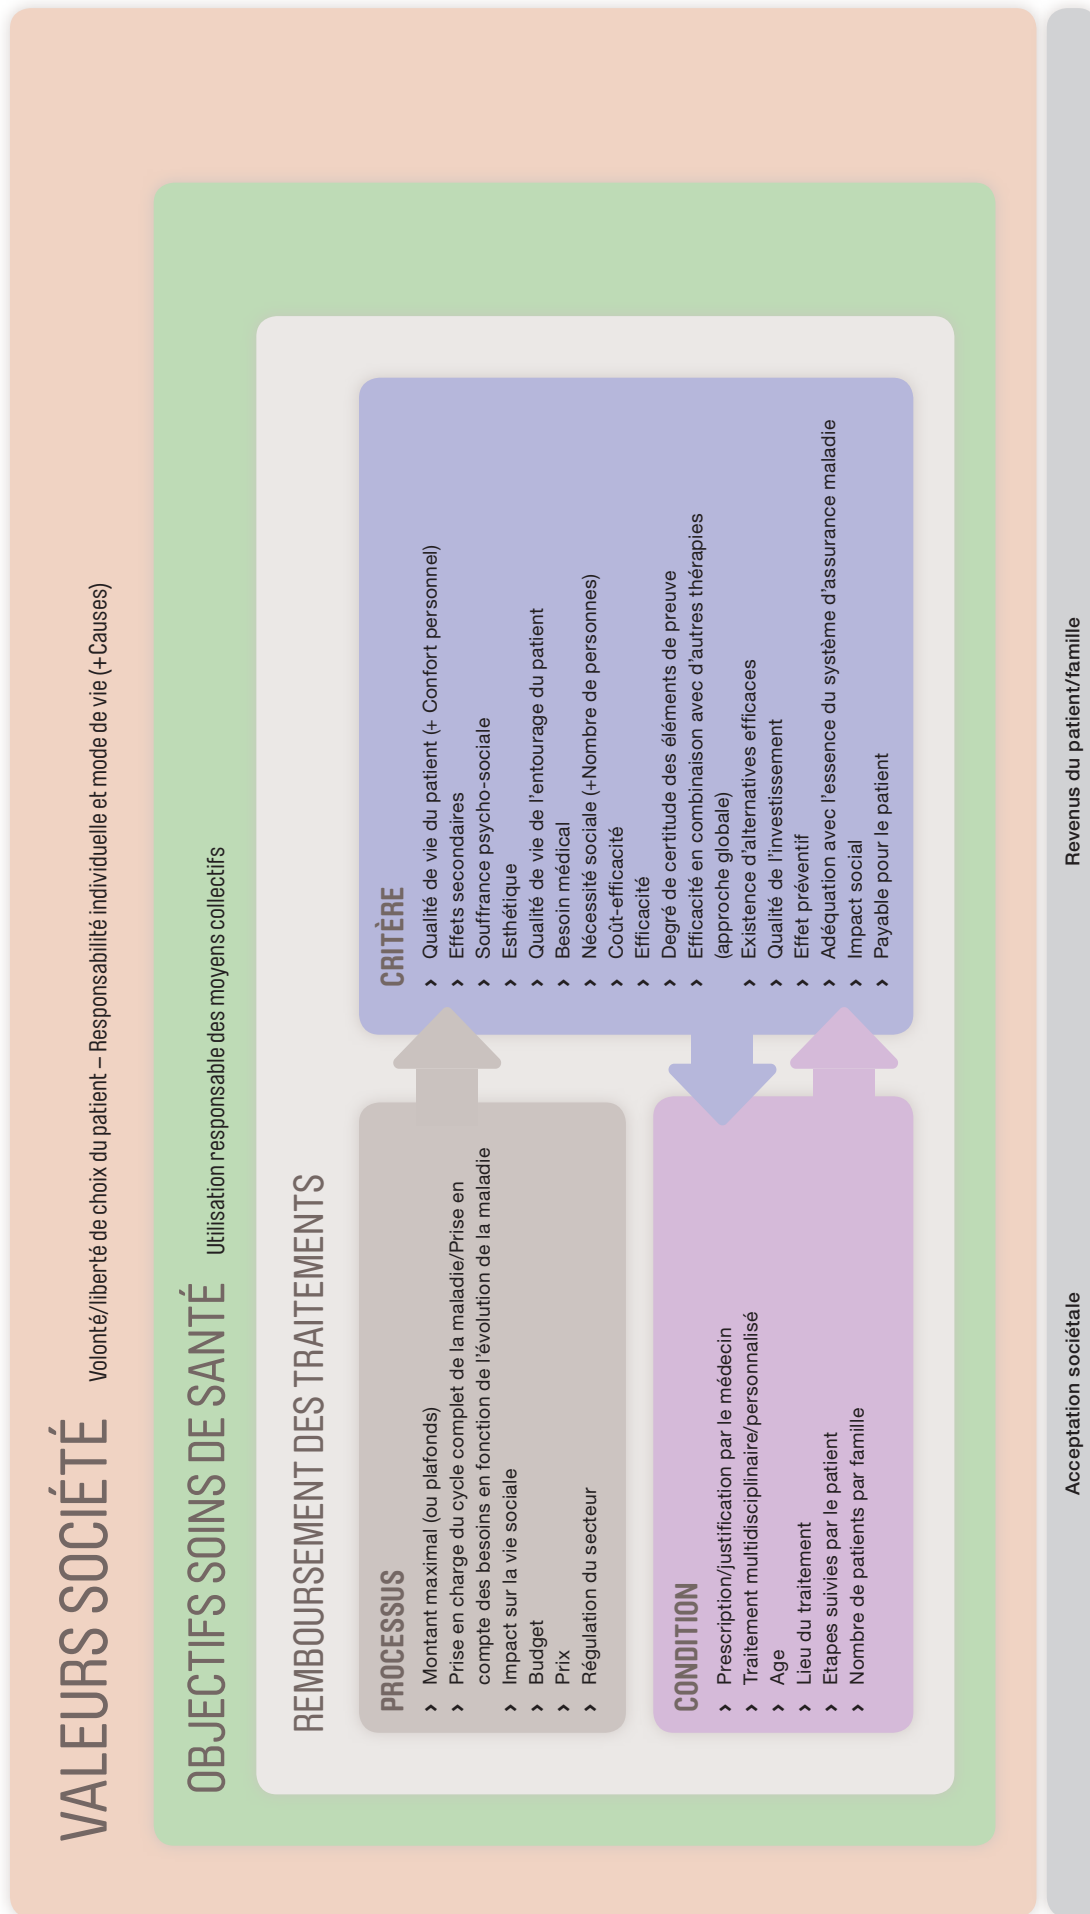 VALEURS SOCIÉTÉ
Volonté/liberté de choix du patient – Responsabilité individuelle et mode de vie (+Causes)
OBJECTIFS SOINS DE SANTÉ
Utilisation responsable des moyens collectifs
REMBOURSEMENT DES TRAITEMENTS
PROCESSUS
› Montant maximal (ou plafonds)
› Prise en charge du cycle complet de la maladie/Prise en
compte des besoins en fonction de l'évolution de la maladie
› Impact sur la vie sociale
› Budget
› Prix
› Régulation du secteur
CONDITION
› Prescription/justification par le médecin
› Traitement multidisciplinaire/personnalisé
› Age
› Lieu du traitement
› Etapes suivies par le patient
› Nombre de patients par famille
CRITÈRE
› Qualité de vie du patient (+ Confort personnel)
› Effets secondaires
› Souffrance psycho-sociale
› Esthétique
› Qualité de vie de l'entourage du patient
› Besoin médical
› Nécessité sociale (+Nombre de personnes)
› Coût-efficacité
› Efficacité
› Degré de certitude des éléments de preuve
› Efficacité en combinaison avec d'autres thérapies
(approche globale)
› Existence d'alternatives efficaces
› Qualité de l'investissement
› Effet préventif
› Adéquation avec l'essence du système d'assurance maladie
› Impact social
› Payable pour le patient
Acceptation sociétale
Revenus du patient/famille